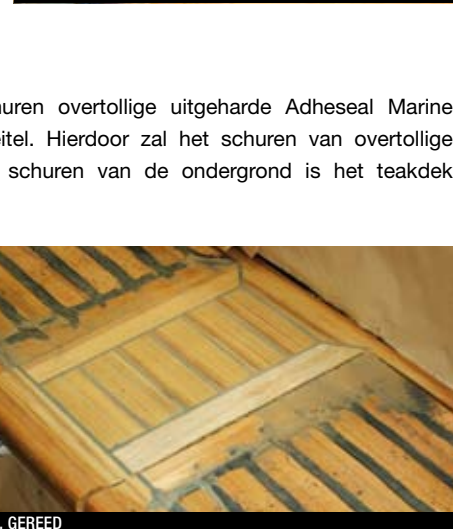 uren overtollige uitgeharde Adheseal Marine
eitel. Hierdoor zal het schuren van overtollige
schuren van de ondergrond is het teakdek
. GEREED